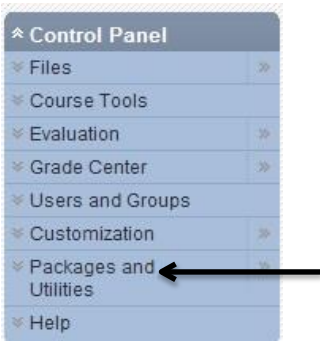 Control Panel
Files
Course Tools
Evaluation
Grade Center
Users and Groups
Customization
Packages and
Utilities
Help